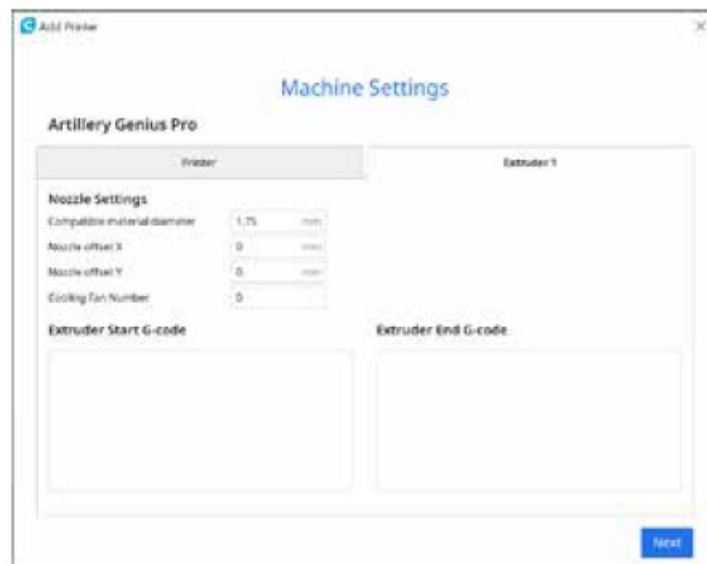 Add Printer
Machine Settings
Artillery Genius Pro
Printer
Extruder 1
Nozzle Settings
Compatible material diameter 1.75 mm
Nozzle offset X 0 mm
Nozzle offset Y 0 mm
Cooling Fan Number 0
Extruder Start G-code
Extruder End G-code
Next